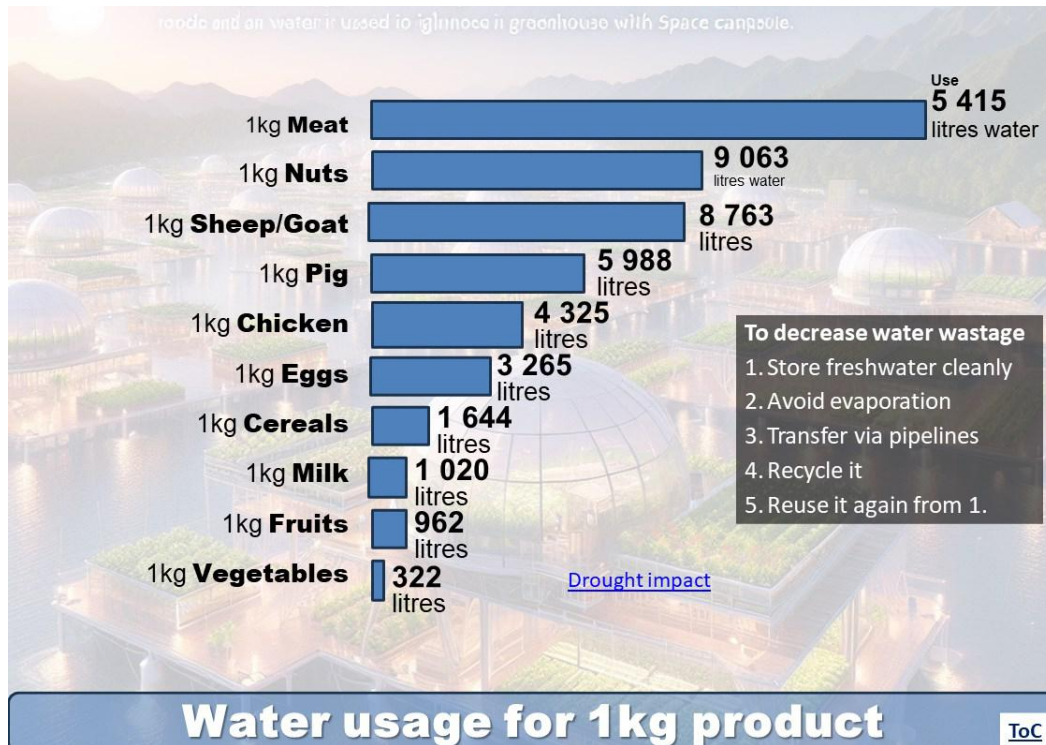 Use
5 415
litres water
1kg Meat
9 063
litres water
1kg Nuts
8 763
litres
1kg Sheep/Goat
5 988
litres
1kg Pig
4 325
litres
1kg Chicken
3 265
litres
1kg Eggs
1 644
litres
1kg Cereals
1 020
litres
1kg Milk
962
litres
1kg Fruits
322
litres
1kg Vegetables
To decrease water wastage
1. Store freshwater cleanly
2. Avoid evaporation
3. Transfer via pipelines
4. Recycle it
5. Reuse it again from 1.
Drought impact
Water usage for 1kg product
ToC